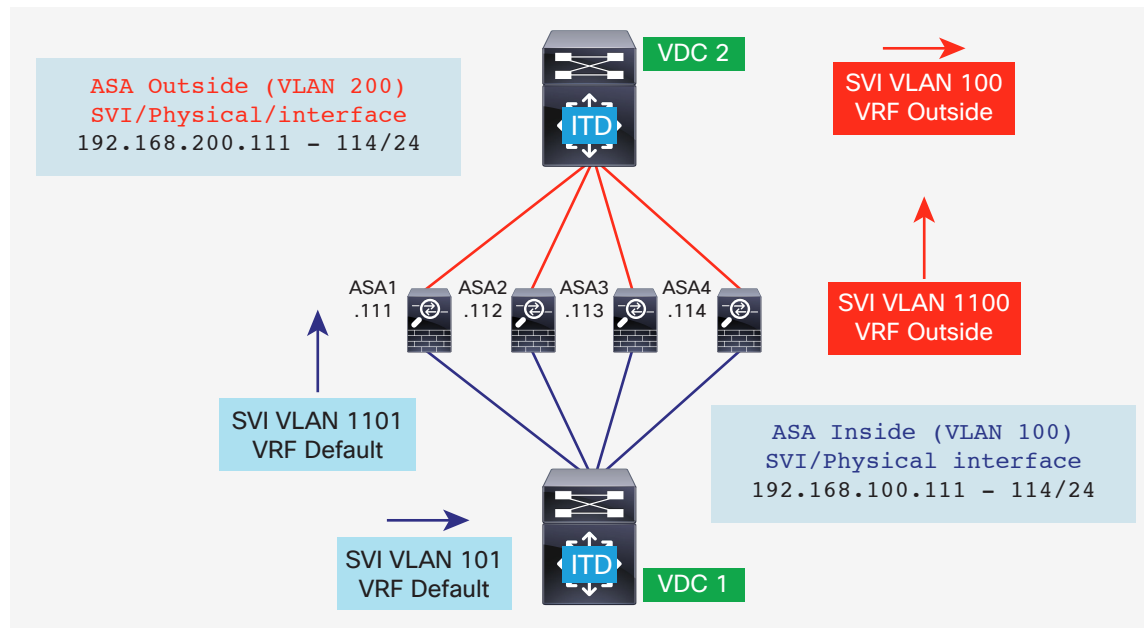 VDC 2
ASA Outside (VLAN 200)
SVI/Physical/interface
192.168.200.111 – 114/24
ITD
SVI VLAN 100
VRF Outside
ASA1
.111
ASA2
.112
ASA3
.113
ASA4
.114
SVI VLAN 1100
VRF Outside
SVI VLAN 1101
VRF Default
ASA Inside (VLAN 100)
SVI/Physical interface
192.168.100.111 – 114/24
SVI VLAN 101
VRF Default
ITD
VDC 1